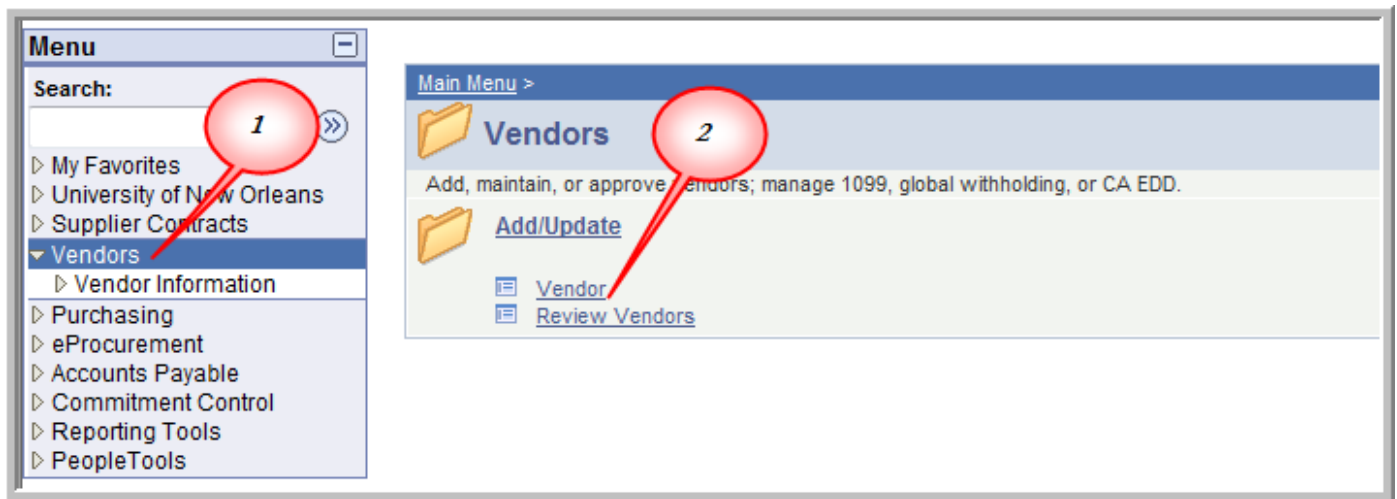 Menu
Search:
1
My Favorites
University of New Orleans
Supplier Contracts
Vendors
Vendor Information
Purchasing
eProcurement
Accounts Payable
Commitment Control
Reporting Tools
PeopleTools
Main Menu >
Vendors
2
Add, maintain, or approve vendors; manage 1099, global withholding, or CA EDD.
Add/Update
Vendor
Review Vendors